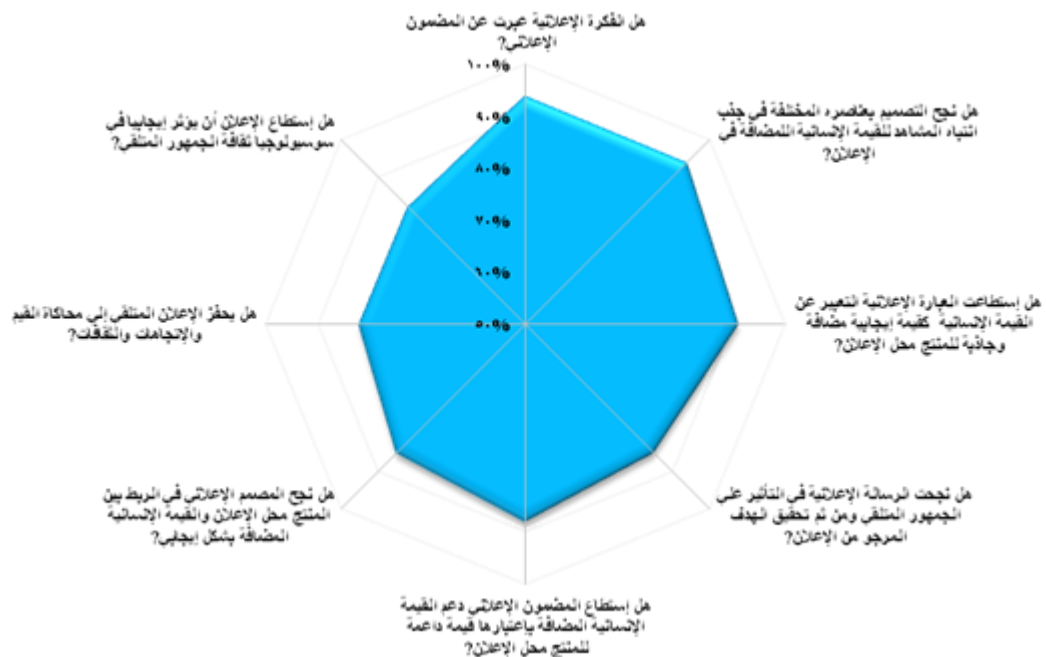 هل الفكرة الإعلانية عبرت عن المضمون
الإعلاني?
هل نجح التصميم بعناصره المختلفة في جذب
انتباه المشاهد للقيمة الإنسانية اللمضافة في
الإعلان?
هل إستطاعت العبارة الإعلانية التعبير عن
القيمة الإنسانية كقيمة إيجابية مضافة
وجاذبة للمنتج محل الإعلان?
هل نجحت الرسالة الإعلانية في التأثير على
الجمهور المتلقي ومن ثم تحقيق الهدف
المرجو من الإعلان?
هل إستطاع المضمون الإعلاني دعم القيمة
الإنسانية المضافة بإعتبارها قيمة داعمة
للمنتج محل الإعلان?
هل نجح المصمم الإعلاني في الربط بين
المنتج محل الإعلان والقيمة الإنسانية
المضافة بشكل إيجابي?
هل يحفز الإعلان المتلقي إلى محاكاة القيم
والإتجاهات والثقافات?
هل إستطاع الإعلان أن يؤثر إيجابيا في
سوسيولوجيا ثقافة الجمهور المتلقي?
١٠٠%
٩٠%
٨٠%
٧٠%
٦٠%
٥٠%